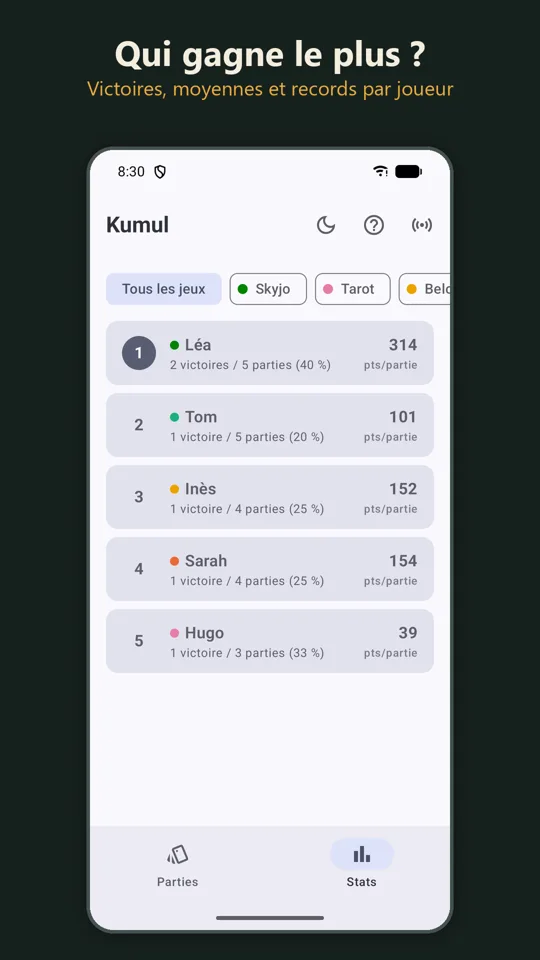 Qui gagne le plus ?
Victoires, moyennes et records par joueur
8:30
Kumul
Tous les jeux
Skyjo
Tarot
Belo
1
Léa
314
2 victoires / 5 parties (40 %)
pts/partie
2
Tom
101
1 victoire / 5 parties (20 %)
pts/partie
3
Inès
152
1 victoire / 4 parties (25 %)
pts/partie
4
Sarah
154
1 victoire / 4 parties (25 %)
pts/partie
5
Hugo
39
1 victoire / 3 parties (33 %)
pts/partie
Parties
Stats